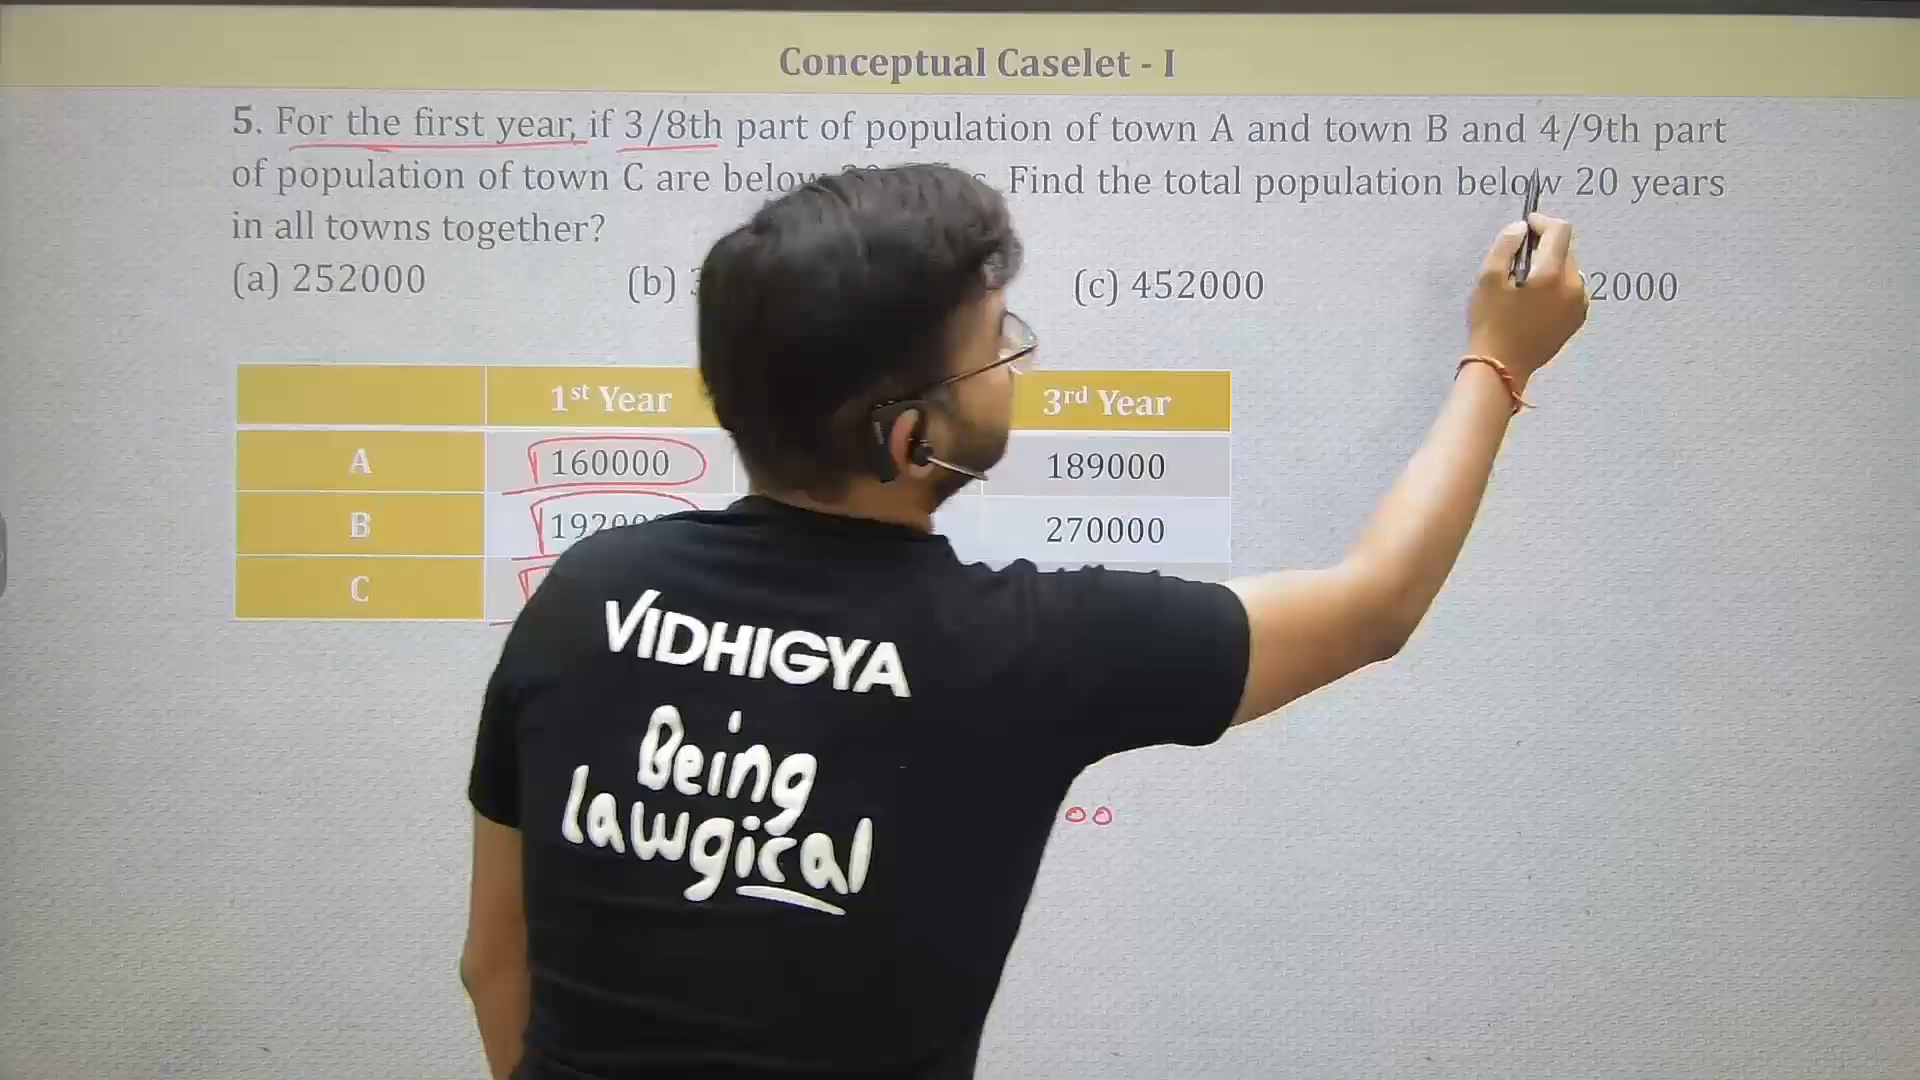 Conceptual Caselet - I
5. For the first year, if 3/8th part of population of town A and town B and 4/9th part
of population of town C are below Find the total population below 20 years
in all towns together?
(a) 252000 (b) (c) 452000 2000
1st Year 3rd Year
A 160000 189000
B 270000
C
VIDHIGYA
Being
Lawgical
00